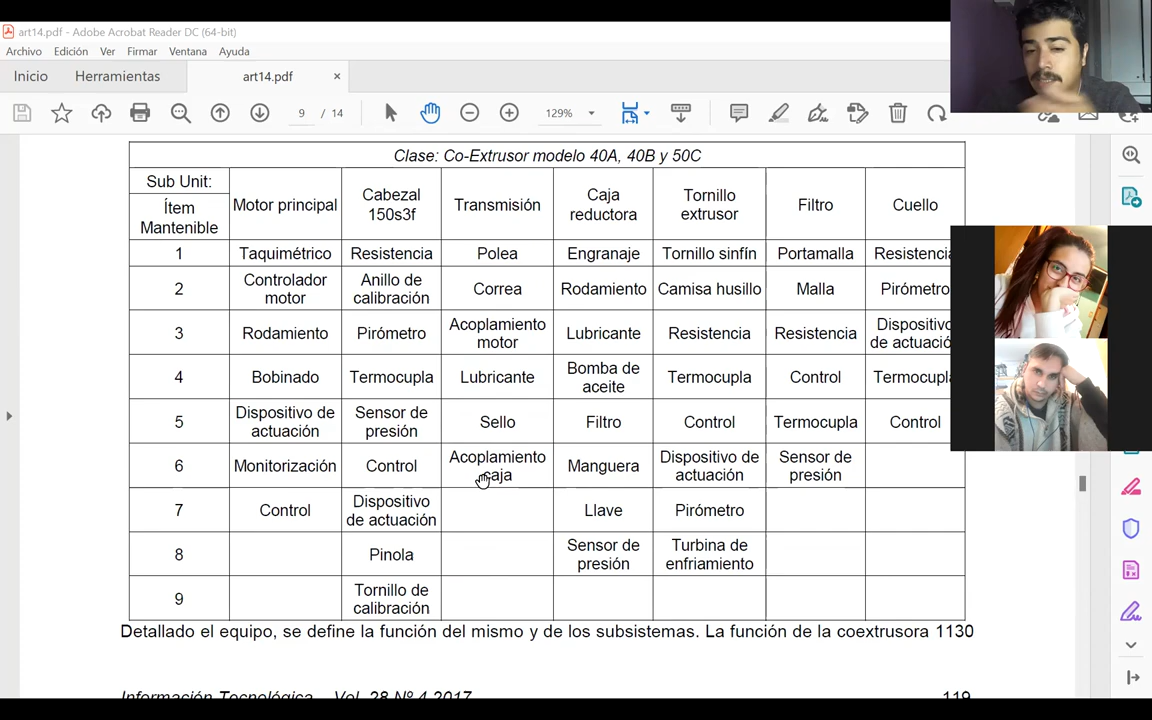 art14.pdf - Adobe Acrobat Reader DC (64-bit)
Archivo Edición Ver Firmar Ventana Ayuda
Inicio Herramientas art14.pdf ×
9 / 14 129%
Clase: Co-Extrusor modelo 40A, 40B y 50C
Sub Unit:
Ítem Mantenible Motor principal Cabezal 150s3f Transmisión Caja reductora Tornillo extrusor Filtro Cuello
1 Taquimétrico Resistencia Polea Engranaje Tornillo sinfín Portamalla Resistencia
2 Controlador motor Anillo de calibración Correa Rodamiento Camisa husillo Malla Pirómetro
3 Rodamiento Pirómetro Acoplamiento motor Lubricante Resistencia Resistencia Dispositivo de actuació
4 Bobinado Termocupla Lubricante Bomba de aceite Termocupla Control Termocupl
5 Dispositivo de actuación Sensor de presión Sello Filtro Control Termocupla Control
6 Monitorización Control Acoplamiento caja Manguera Dispositivo de actuación Sensor de presión
7 Control Dispositivo de actuación Llave Pirómetro
8 Pinola Sensor de presión Turbina de enfriamiento
9 Tornillo de calibración
Detallado el equipo, se define la función del mismo y de los subsistemas. La función de la coextrusora 1130
Información Tecnológica Vol. 28 Nº 4 2017 119